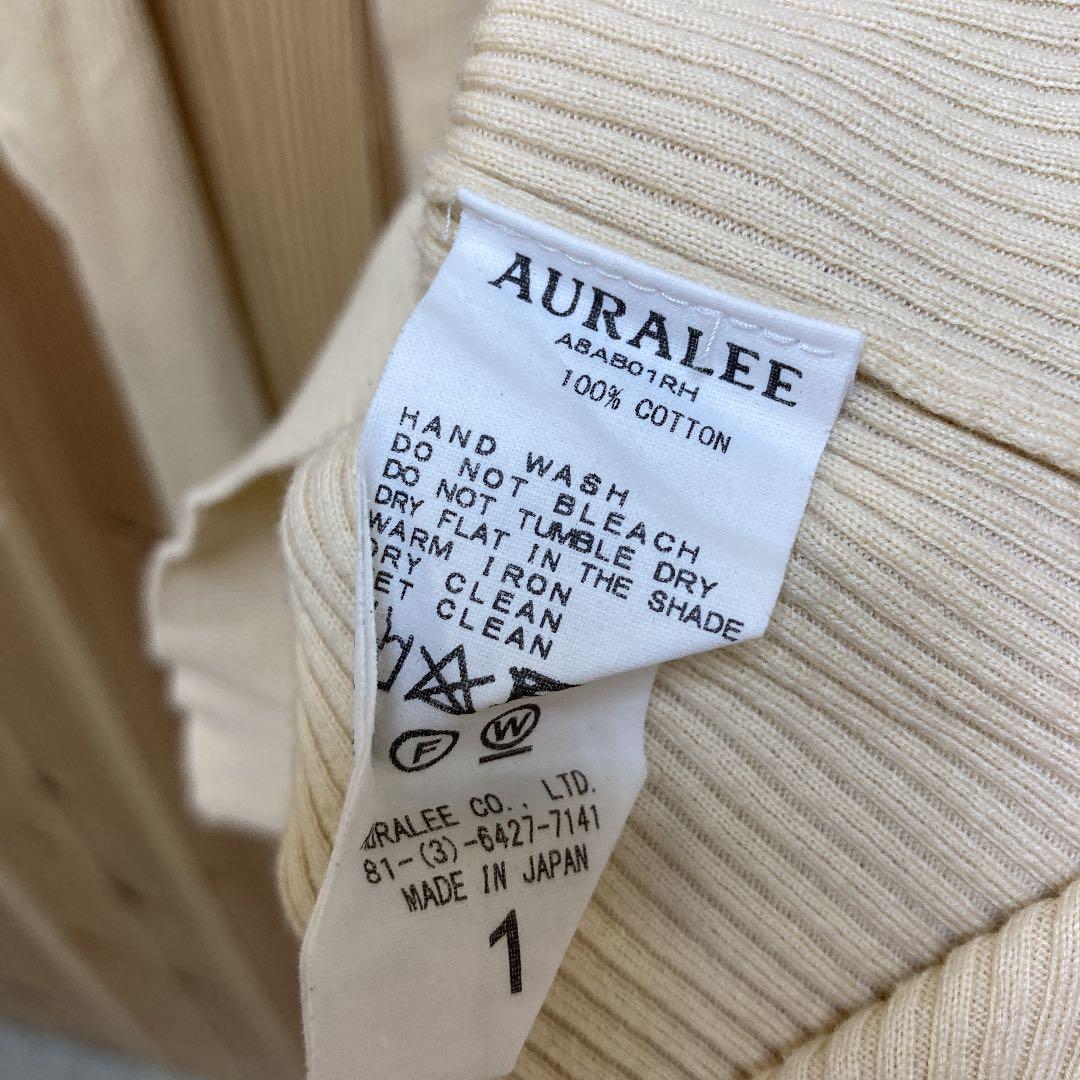 AURALEE
A8AB01RH
100% COTTON
HAND WASH
DO NOT BLEACH
DO NOT TUMBLE DRY
DRY FLAT IN THE SHADE
WARM IRON
DRY CLEAN
ET CLEAN
F W
URALEE CO., LTD.
81-(3)-6427-7141
MADE IN JAPAN
1